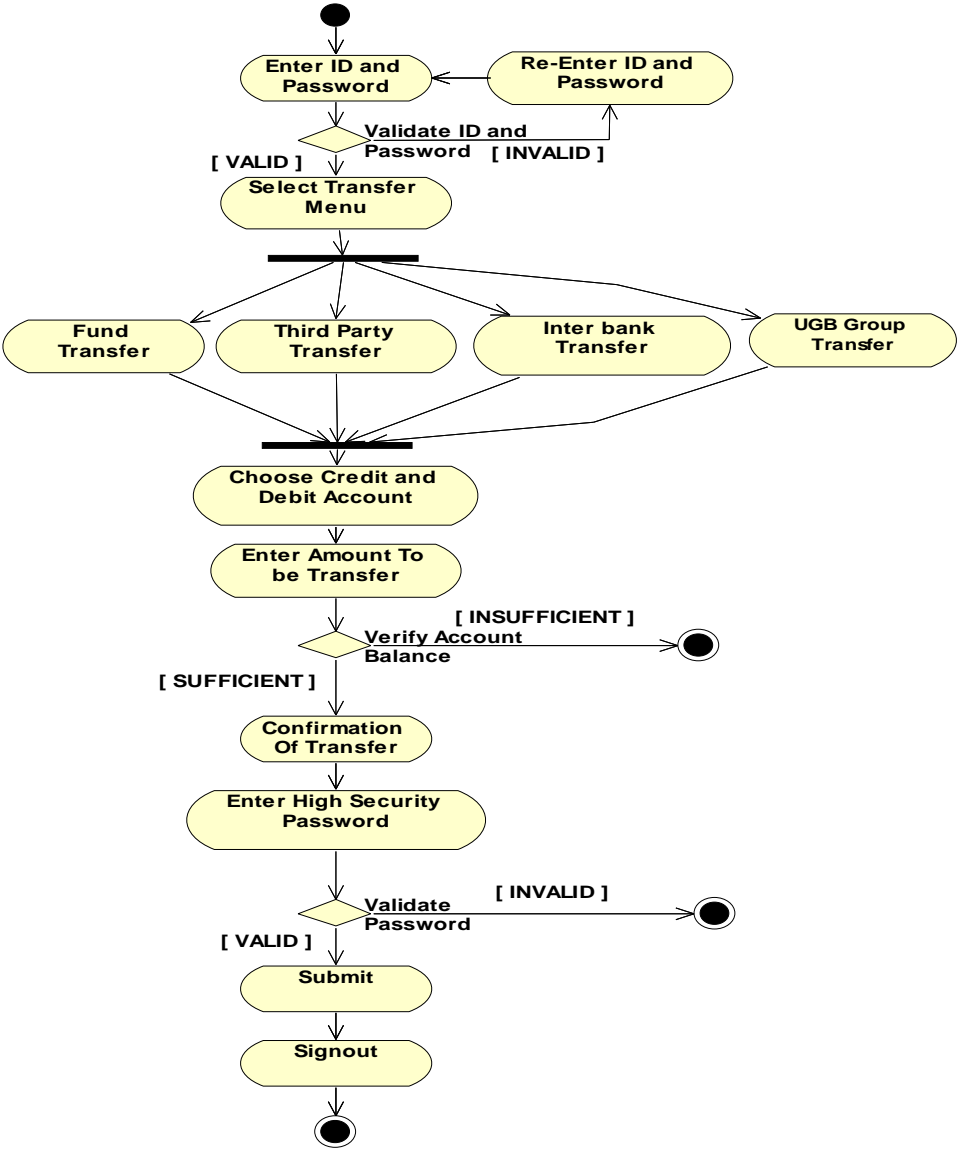 Enter ID and
Password
Re-Enter ID and
Password
Validate ID and
Password
[ INVALID ]
[ VALID ]
Select Transfer
Menu
Fund
Transfer
Third Party
Transfer
Inter bank
Transfer
UGB Group
Transfer
Choose Credit and
Debit Account
Enter Amount To
be Transfer
[ INSUFFICIENT ]
Verify Account
Balance
[ SUFFICIENT ]
Confirmation
Of Transfer
Enter High Security
Password
[ INVALID ]
Validate
Password
[ VALID ]
Submit
Signout